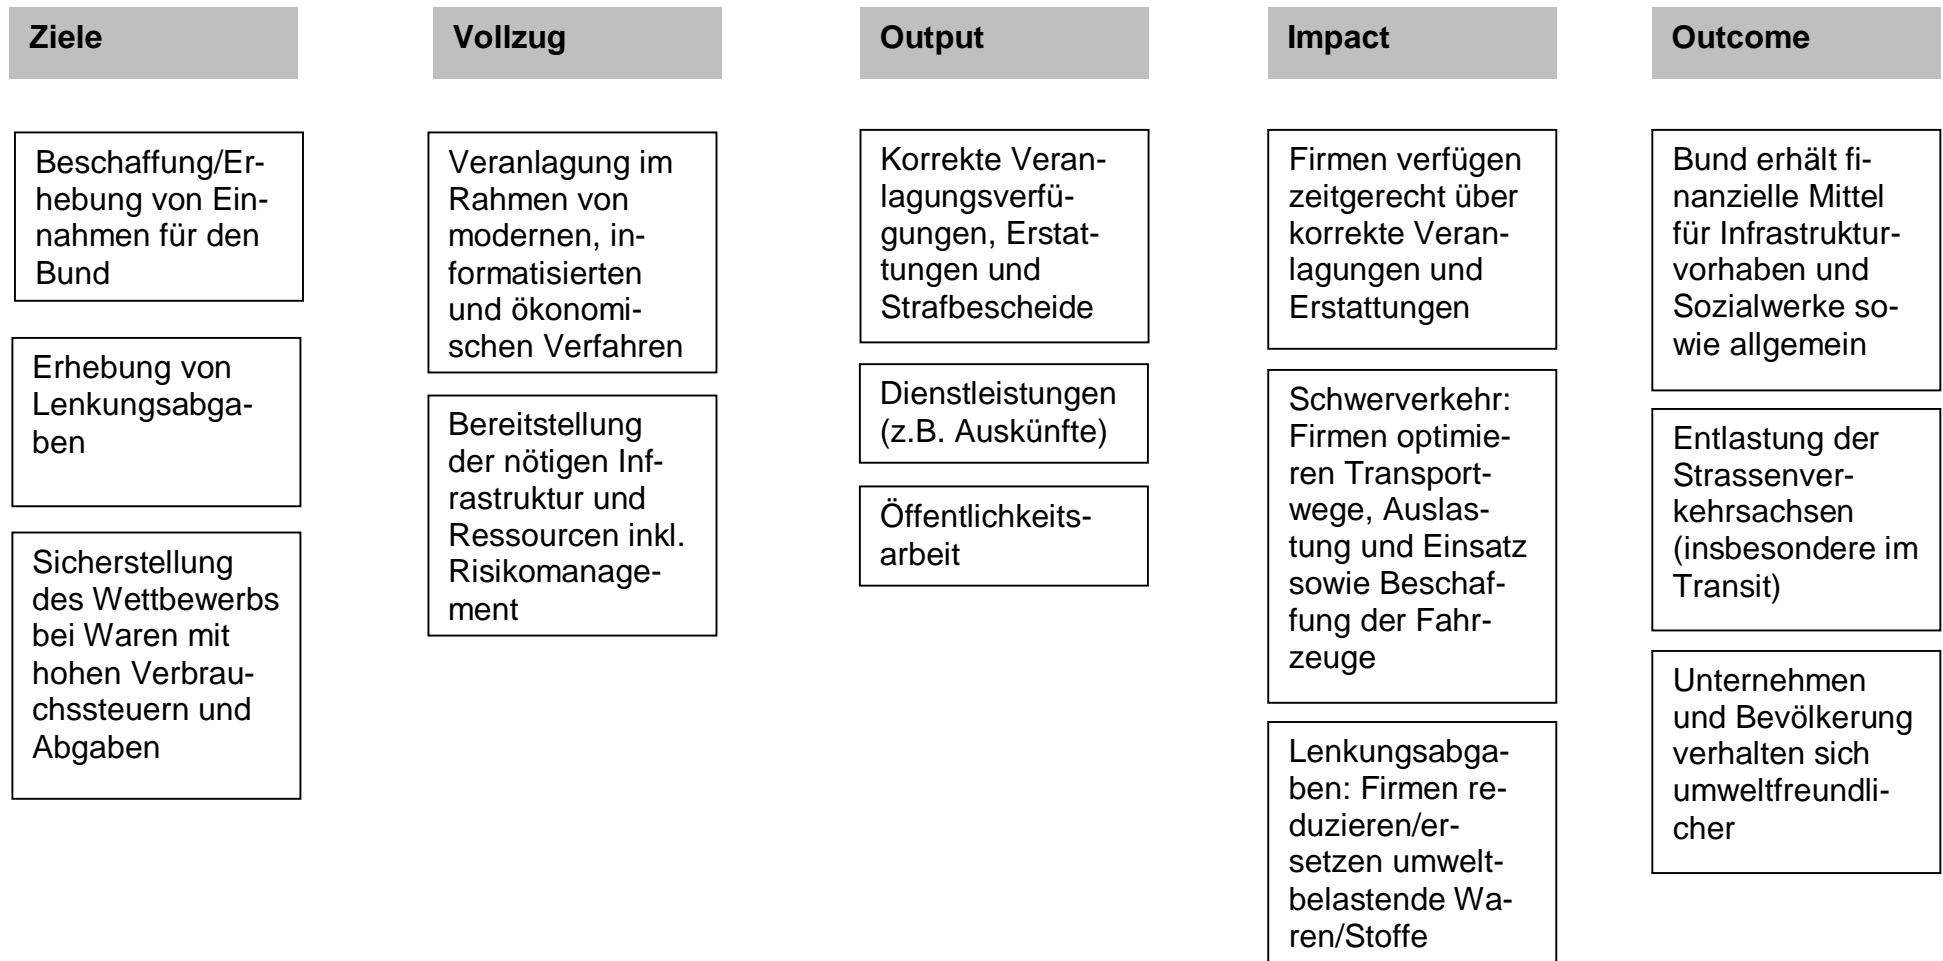 Ziele
Beschaffung/Er-
hebung von Ein-
nahmen für den
Bund
Erhebung von
Lenkungsabga-
ben
Sicherstellung
des Wettbewerbs
bei Waren mit
hohen Verbrau-
chssteuern und
Abgaben
Vollzug
Veranlagung im
Rahmen von
modernen, in-
formatisierten
und ökonomi-
schen Verfahren
Bereitstellung
der nötigen Inf-
rastruktur und
Ressourcen inkl.
Risikomanage-
ment
Output
Korrekte Veran-
lagungsverfü-
gungen, Erstat-
tungen und
Strafbescheide
Dienstleistungen
(z.B. Auskünfte)
Öffentlichkeits-
arbeit
Impact
Firmen verfügen
zeitgerecht über
korrekte Veran-
lagungen und
Erstattungen
Schwerverkehr:
Firmen optimie-
ren Transport-
wege, Auslas-
tung und Einsatz
sowie Beschaf-
fung der Fahr-
zeuge
Lenkungsabga-
ben: Firmen re-
duzieren/er-
setzen umwelt-
belastende Wa-
ren/Stoffe
Outcome
Bund erhält fi-
nanzielle Mittel
für Infrastruktur-
vorhaben und
Sozialwerke so-
wie allgemein
Entlastung der
Strassenver-
kehrsachsen
(insbesondere im
Transit)
Unternehmen
und Bevölkerung
verhalten sich
umweltfreundli-
cher